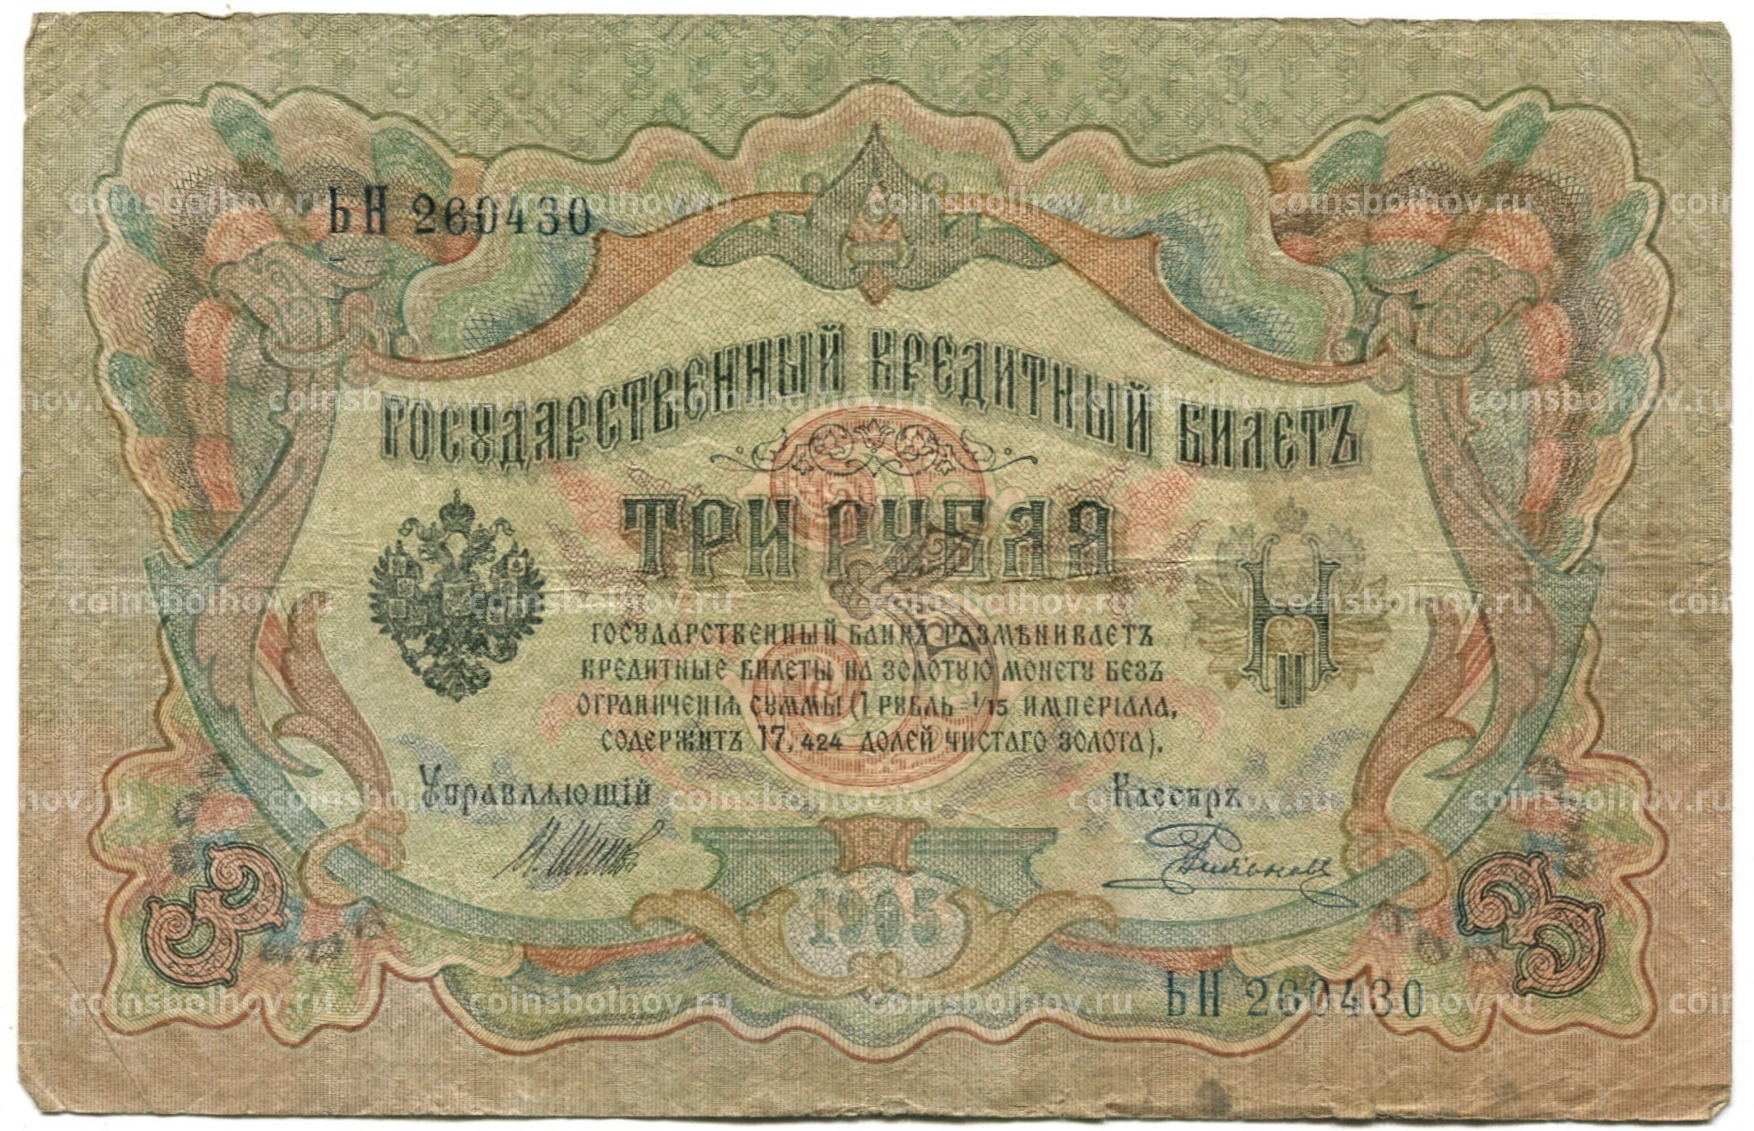 ЬН 260430
ГОСУДАРСТВЕННЫЙ КРЕДИТНЫЙ БИЛЕТЪ
ТРИ РУБЛЯ
ГОСУДАРСТВЕННЫЙ БАНКЪ РАЗМѢНИВАЕТЪ
КРЕДИТНЫЕ БИЛЕТЫ НА ЗОЛОТУЮ МОНЕТУ БЕЗЪ
ОГРАНИЧЕНІЯ СУММЫ (1 РУБЛЬ = 1/15 ИМПЕРІАЛА,
СОДЕРЖИТЪ 17,424 ДОЛЕЙ ЧИСТАГО ЗОЛОТА).
Управляющій
Кассиръ
1905
3
3
ЬН 260430
coinsbolhov.ru